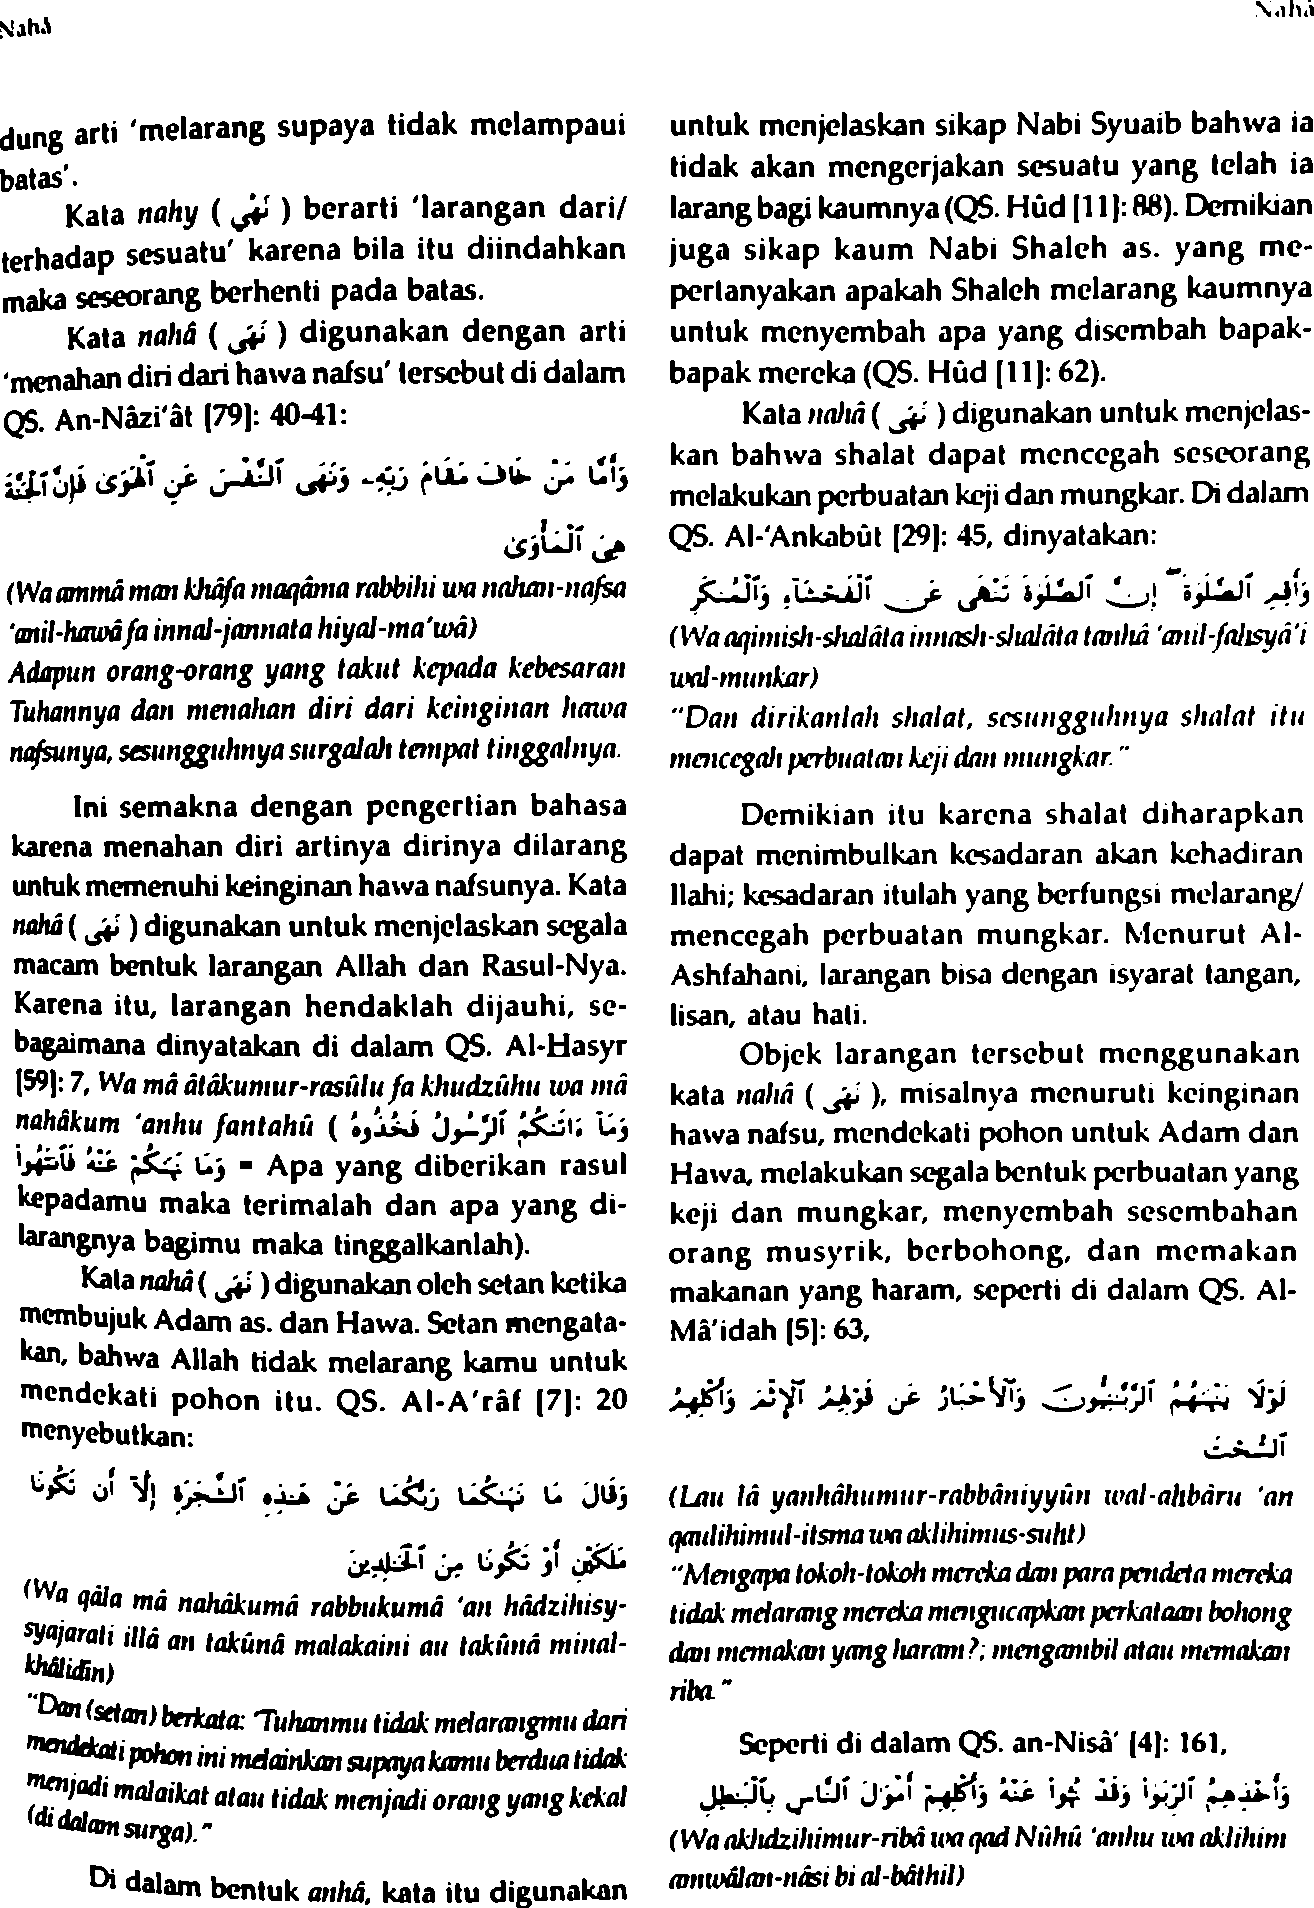 Nahâ
Nahâ
dung arti 'melarang supaya tidak melampaui
batas'.
Kata nahy ( نَهْى ) berarti 'larangan dari/
terhadap sesuatu' karena bila itu diindahkan
maka seseorang berhenti pada batas.
Kata nahâ ( نَهَى ) digunakan dengan arti
'menahan diri dari hawa nafsu' tersebut di dalam
QS. An-Nâzi'ât [79]: 40-41:
وَأَمَّا مَنْ خَافَ مَقَامَ رَبِّهِۦ وَنَهَى ٱلنَّفْسَ عَنِ ٱلْهَوَىٰ فَإِنَّ ٱلْجَنَّةَ
هِىَ ٱلْمَأْوَىٰ
(Wa ammâ man khâfa maqâma rabbihi wa nahan-nafsa
'anil-hawâ fa innal-jannata hiyal-ma'wâ)
Adapun orang-orang yang takut kepada kebesaran
Tuhannya dan menahan diri dari keinginan hawa
nafsunya, sesungguhnya surgalah tempat tinggalnya.
Ini semakna dengan pengertian bahasa
karena menahan diri artinya dirinya dilarang
untuk memenuhi keinginan hawa nafsunya. Kata
nahâ ( نَهَى ) digunakan untuk menjelaskan segala
macam bentuk larangan Allah dan Rasul-Nya.
Karena itu, larangan hendaklah dijauhi, se-
bagaimana dinyatakan di dalam QS. Al-Hasyr
[59]: 7, Wa mâ âtâkumur-rasûlu fa khudzûhu wa mâ
nahâkum 'anhu fantahû ( وَمَآ ءَاتَىٰكُمُ ٱلرَّسُولُ فَخُذُوهُ
وَمَا نَهَىٰكُمْ عَنْهُ فَٱنتَهُوا۟ = Apa yang diberikan rasul
kepadamu maka terimalah dan apa yang di-
larangnya bagimu maka tinggalkanlah).
Kata nahâ ( نَهَى ) digunakan oleh setan ketika
membujuk Adam as. dan Hawa. Setan mengata-
kan, bahwa Allah tidak melarang kamu untuk
mendekati pohon itu. QS. Al-A'râf [7]: 20
menyebutkan:
وَقَالَ مَا نَهَىٰكُمَا رَبُّكُمَا عَنْ هَـٰذِهِ ٱلشَّجَرَةِ إِلَّآ أَن تَكُونَا
مَلَكَيْنِ أَوْ تَكُونَا مِنَ ٱلْخَـٰلِدِينَ
(Wa qâla mâ nahâkumâ rabbukumâ 'an hâdzihisy-
syajarati illâ an takûnâ malakaini au takûnâ minal-
khâlidîn)
"Dan (setan) berkata: 'Tuhanmu tidak melarangmu dari
mendekati pohon ini melainkan supaya kamu berdua tidak
menjadi malaikat atau tidak menjadi orang yang kekal
(di dalam surga)."
Di dalam bentuk anhâ, kata itu digunakan
untuk menjelaskan sikap Nabi Syuaib bahwa ia
tidak akan mengerjakan sesuatu yang telah ia
larang bagi kaumnya (QS. Hûd [11]: 88). Demikian
juga sikap kaum Nabi Shaleh as. yang me-
pertanyakan apakah Shaleh melarang kaumnya
untuk menyembah apa yang disembah bapak-
bapak mereka (QS. Hûd [11]: 62).
Kata nahâ ( نَهَى ) digunakan untuk menjelas-
kan bahwa shalat dapat mencegah seseorang
melakukan perbuatan keji dan mungkar. Di dalam
QS. Al-'Ankabût [29]: 45, dinyatakan:
وَأَقِمِ ٱلصَّلَوٰةَ ۖ إِنَّ ٱلصَّلَوٰةَ تَنْهَىٰ عَنِ ٱلْفَحْشَآءِ وَٱلْمُنكَرِ
(Wa aqimish-shalâta innash-shalâta tanhâ 'anil-fahsyâ'i
wal-munkar)
"Dan dirikanlah shalat, sesungguhnya shalat itu
mencegah perbuatan keji dan mungkar."
Demikian itu karena shalat diharapkan
dapat menimbulkan kesadaran akan kehadiran
Ilahi; kesadaran itulah yang berfungsi melarang/
mencegah perbuatan mungkar. Menurut Al-
Ashfahani, larangan bisa dengan isyarat tangan,
lisan, atau hati.
Objek larangan tersebut menggunakan
kata nahâ ( نَهَى ), misalnya menuruti keinginan
hawa nafsu, mendekati pohon untuk Adam dan
Hawa, melakukan segala bentuk perbuatan yang
keji dan mungkar, menyembah sesembahan
orang musyrik, berbohong, dan memakan
makanan yang haram, seperti di dalam QS. Al-
Mâ'idah [5]: 63,
لَوْلَا يَنْهَىٰهُمُ ٱلرَّبَّـٰنِيُّونَ وَٱلْأَحْبَارُ عَن قَوْلِهِمُ ٱلْإِثْمَ وَأَكْلِهِمُ
ٱلسُّحْتَ
(Lau lâ yanhâhumur-rabbâniyyûn wal-ahbâru 'an
qaulihimul-itsma wa aklihimus-suht)
"Mengapa tokoh-tokoh mereka dan para pendeta mereka
tidak melarang mereka mengucapkan perkataan bohong
dan memakan yang haram?; mengambil atau memakan
riba."
Seperti di dalam QS. an-Nisâ' [4]: 161,
وَأَخْذِهِمُ ٱلرِّبَوٰا۟ وَقَدْ نُهُوا۟ عَنْهُ وَأَكْلِهِمْ أَمْوَٰلَ ٱلنَّاسِ بِٱلْبَـٰطِلِ
(Wa akhdzihimur-ribâ wa qad Nûhû 'anhu wa aklihim
amwâlan-nâsi bi al-bâthil)